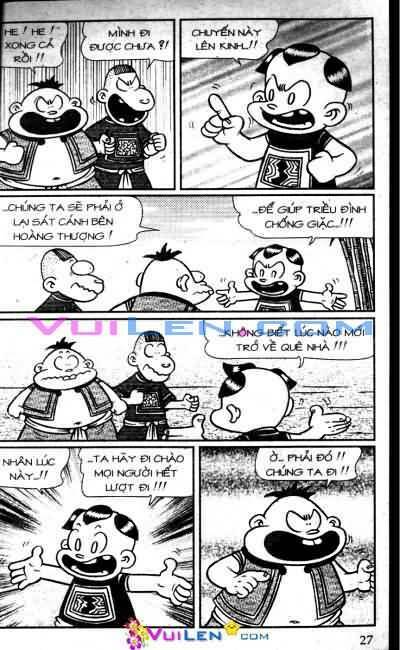 HE! HE!
XONG CẢ
RỒI!!
MÌNH ĐI
ĐƯỢC CHƯA?!
CHUYẾN NÀY
LÊN KINH...!!
...CHÚNG TA SẼ PHẢI Ở
LẠI SÁT CÁNH BÊN
HOÀNG THƯỢNG!
...ĐỂ GIÚP TRIỀU ĐÌNH
CHỐNG GIẶC...!!!
VUILEN.COM
...KHÔNG BIẾT LÚC NÀO MỚI
TRỞ VỀ QUÊ NHÀ!!!
NHÂN LÚC
NÀY...!!
...TA HÃY ĐI CHÀO
MỌI NGƯỜI HẾT
LƯỢT ĐI!!!
Ờ... PHẢI ĐÓ!!
CHÚNG TA ĐI!!
27
VUILEN.COM